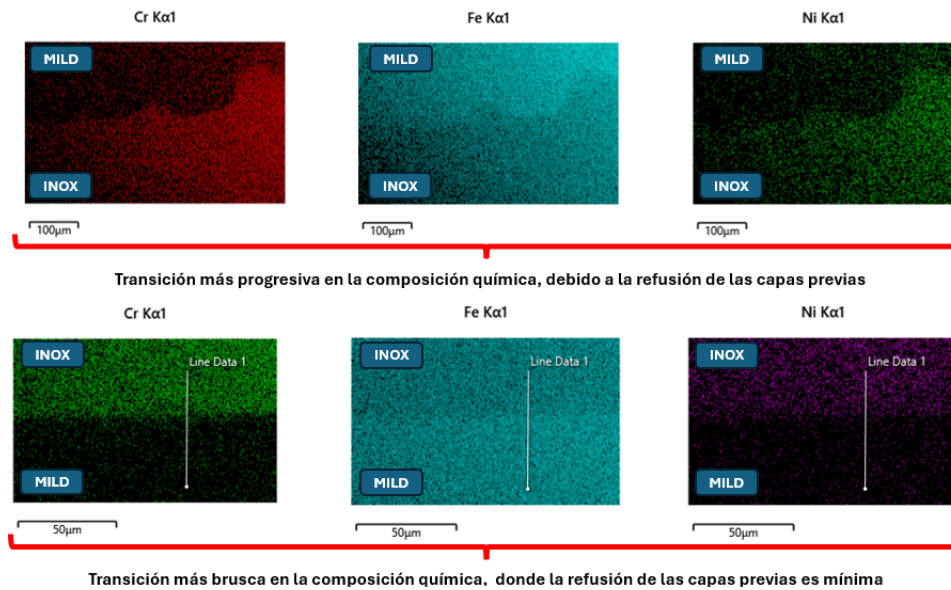 Cr Kα1
Fe Kα1
Ni Kα1
MILD
MILD
MILD
INOX
INOX
INOX
100µm
100µm
100µm
Transición más progresiva en la composición química, debido a la refusión de las capas previas
Cr Kα1
Fe Kα1
Ni Kα1
INOX
Line Data 1
INOX
Line Data 1
INOX
Line Data 1
MILD
MILD
MILD
50µm
50µm
50µm
Transición más brusca en la composición química, donde la refusión de las capas previas es mínima